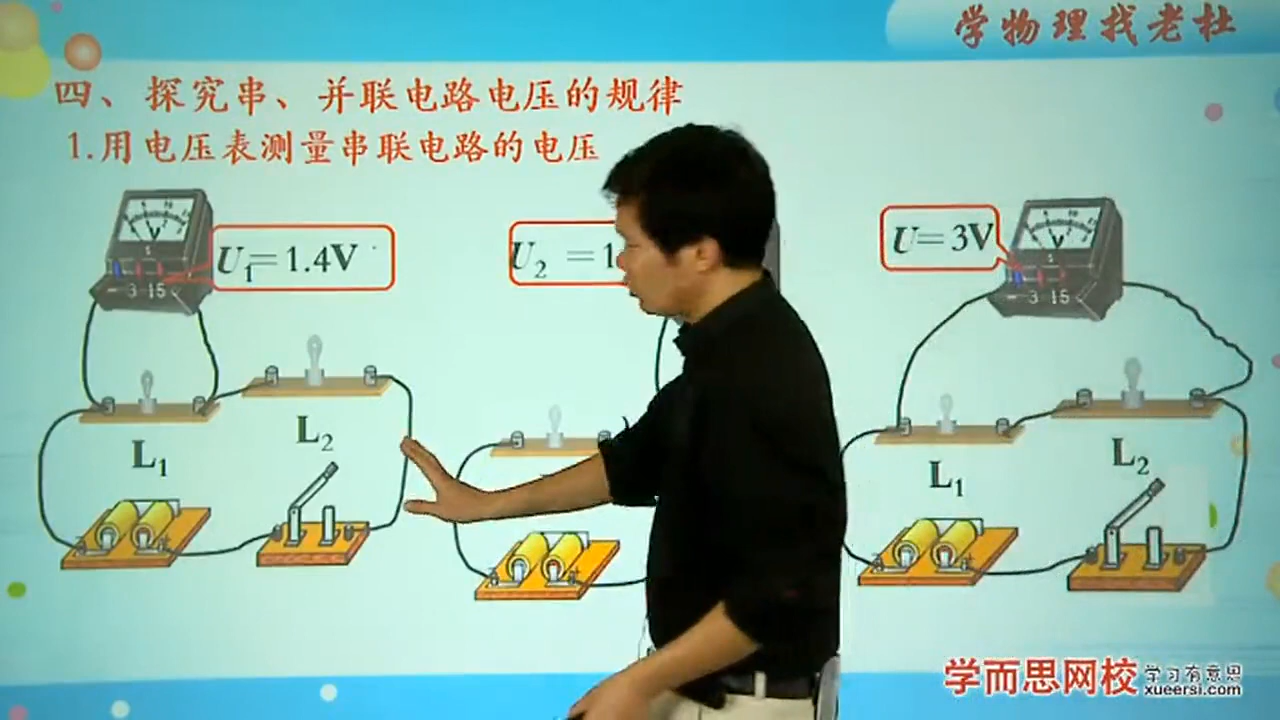 学物理找老杜
四、探究串、并联电路电压的规律
1.用电压表测量串联电路的电压
U₁=1.4V
U₂ =1
U=3V
V
- 3 15
V
- 3 15
L₁
L₂
L₁
L₂
学而思网校
学习有意思
xueersi.com